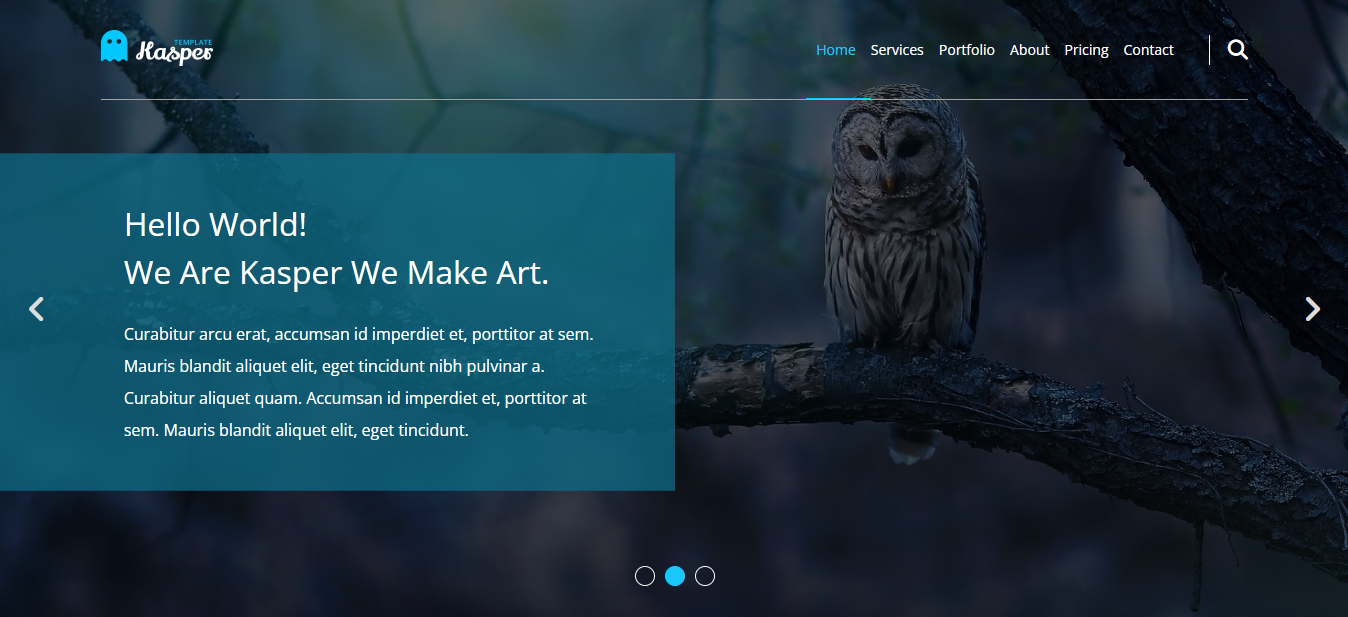 TEMPLATE
Kasper
Home Services Portfolio About Pricing Contact
Hello World!
We Are Kasper We Make Art.
Curabitur arcu erat, accumsan id imperdiet et, porttitor at sem.
Mauris blandit aliquet elit, eget tincidunt nibh pulvinar a.
Curabitur aliquet quam. Accumsan id imperdiet et, porttitor at
sem. Mauris blandit aliquet elit, eget tincidunt.